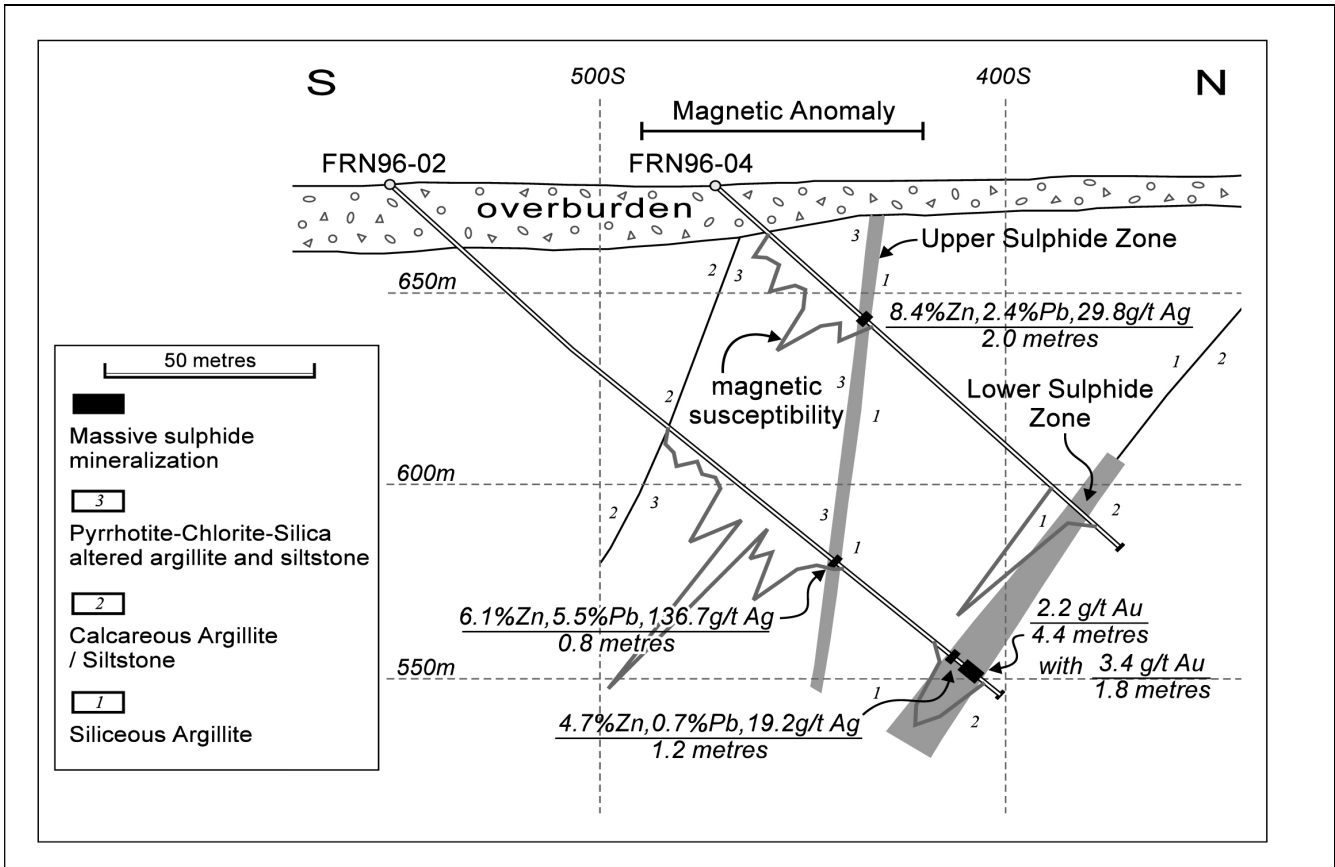 S
500S
400S
N
Magnetic Anomaly
FRN96-02
FRN96-04
overburden
3
Upper Sulphide Zone
2
3
1
650m
8.4%Zn,2.4%Pb,29.8g/t Ag
2.0 metres
1
2
50 metres
magnetic
susceptibility
3
1
2
Lower Sulphide
Zone
Massive sulphide
mineralization
600m
3
Pyrrhotite-Chlorite-Silica
altered argillite and siltstone
2
3
3
1
1
2
2
Calcareous Argillite
/ Siltstone
6.1%Zn,5.5%Pb,136.7g/t Ag
0.8 metres
2.2 g/t Au
4.4 metres
with 3.4 g/t Au
1.8 metres
550m
1
Siliceous Argillite
1
2
4.7%Zn,0.7%Pb,19.2g/t Ag
1.2 metres